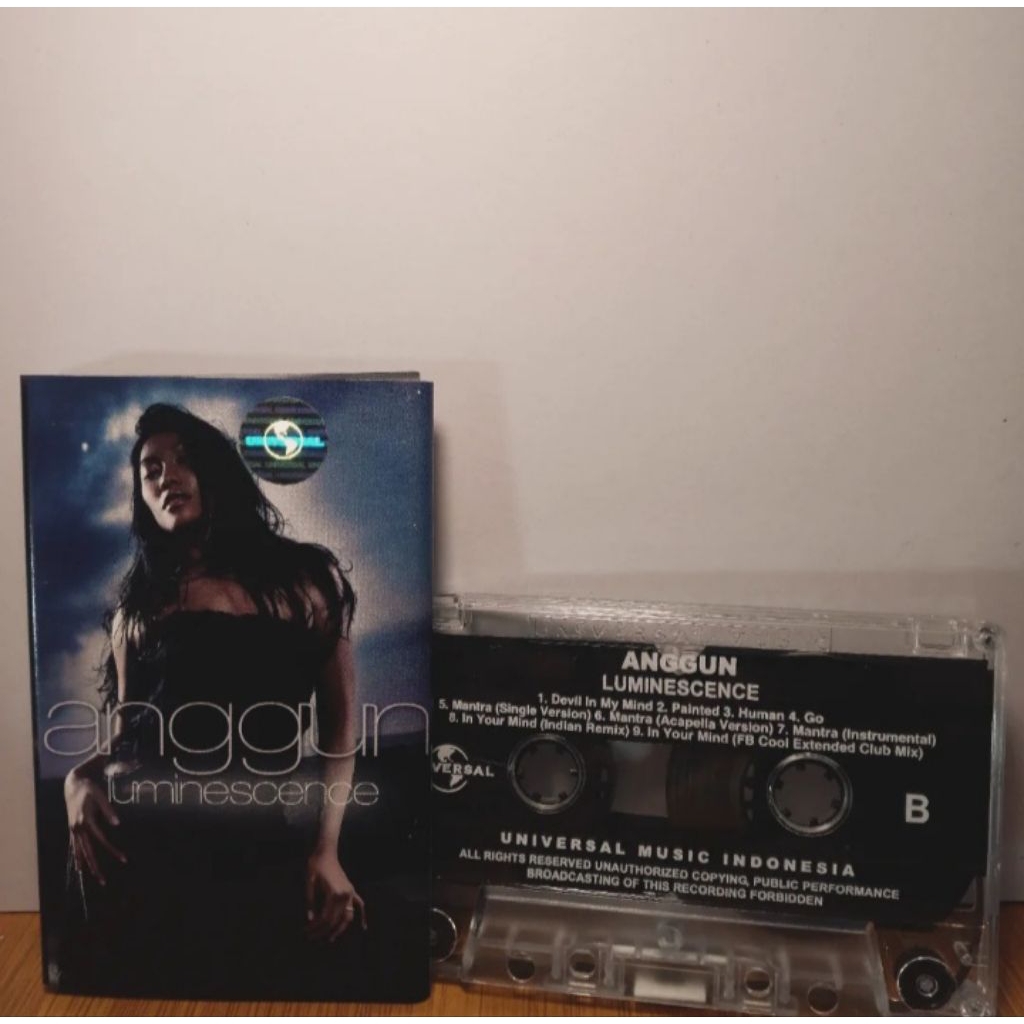 UNIVERSAL
anggun
luminescence
ANGGUN
LUMINESCENCE
1. Devil In My Mind 2. Painted 3. Human 4. Go
5. Mantra (Single Version) 6. Mantra (Acapella Version) 7. Mantra (Instrumental)
8. In Your Mind (Indian Remix) 9. In Your Mind (FB Cool Extended Club Mix)
VERSAL
B
UNIVERSAL MUSIC INDONESIA
ALL RIGHTS RESERVED UNAUTHORIZED COPYING, PUBLIC PERFORMANCE
BROADCASTING OF THIS RECORDING FORBIDDEN